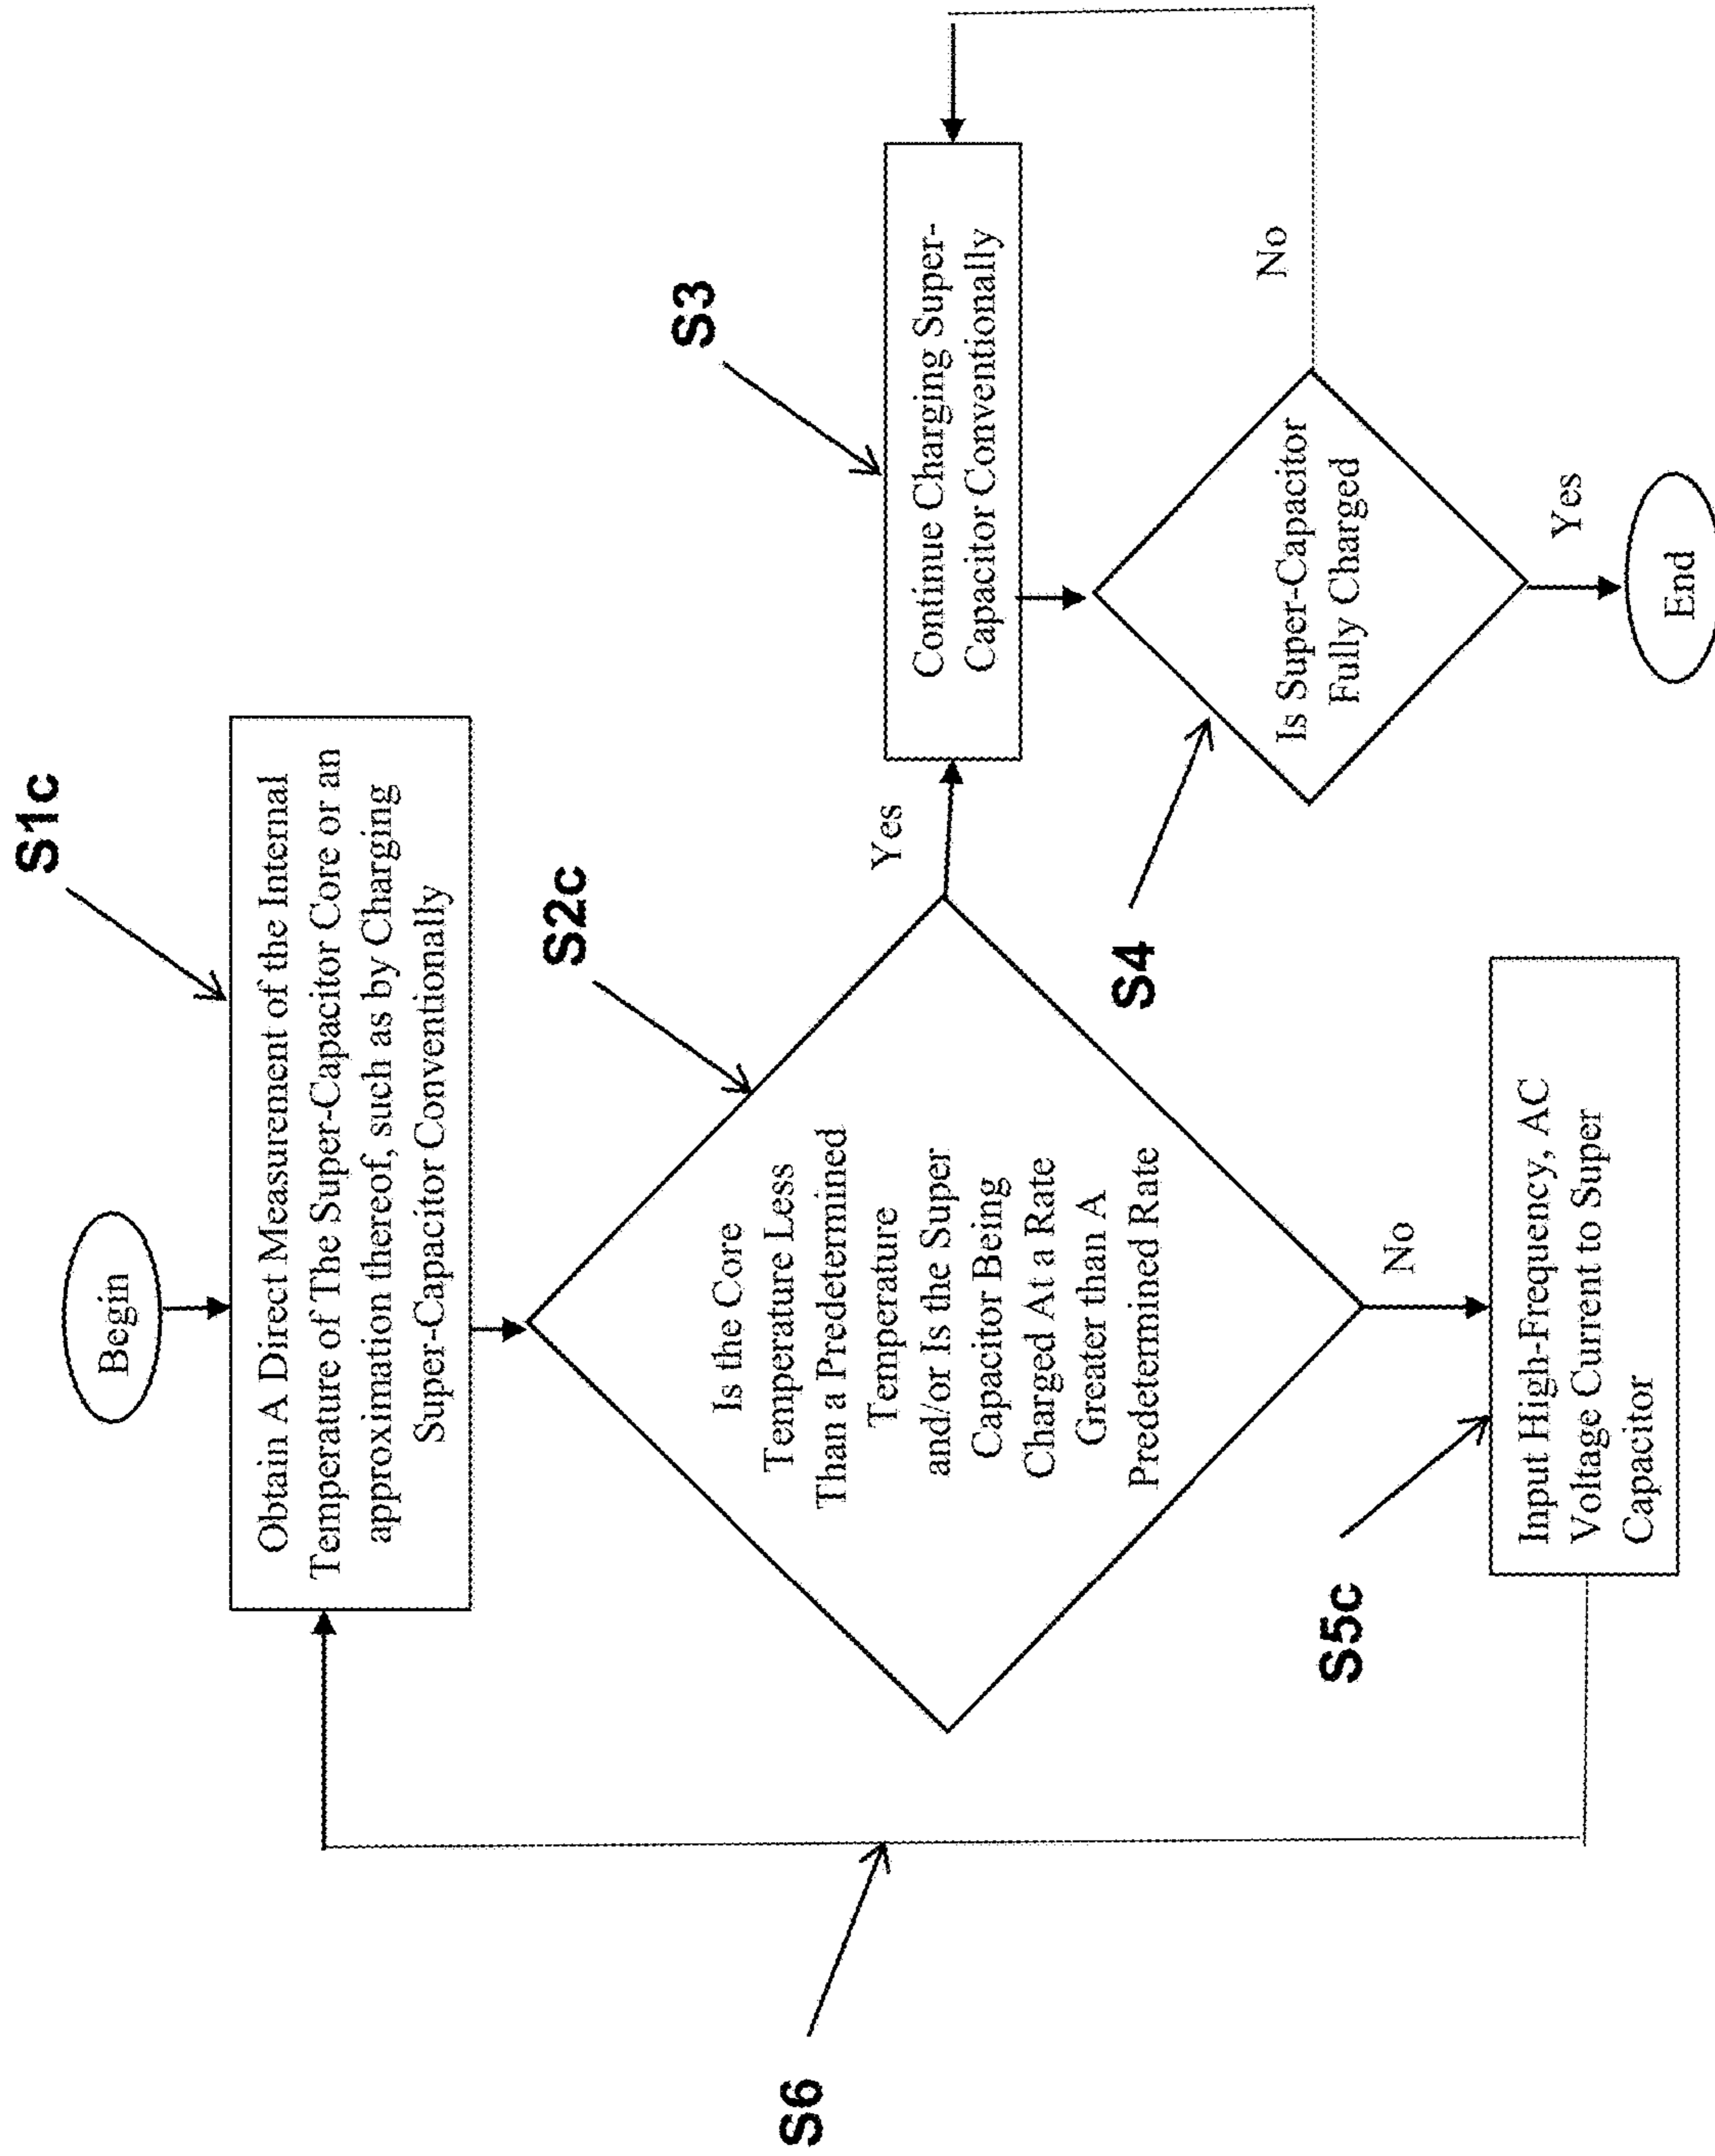 Begin
S1c
Obtain A Direct Measurement of the Internal
Temperature of The Super-Capacitor Core or an
approximation thereof, such as by Charging
Super-Capacitor Conventionally
S2c
Is the Core
Temperature Less
Than a Predetermined
Temperature
and/or Is the Super
Capacitor Being
Charged At a Rate
Greater than A
Predetermined Rate
Yes
S3
Continue Charging Super-
Capacitor Conventionally
S4
Is Super-Capacitor
Fully Charged
No
Yes
End
No
S5c
Input High-Frequency, AC
Voltage Current to Super
Capacitor
S6